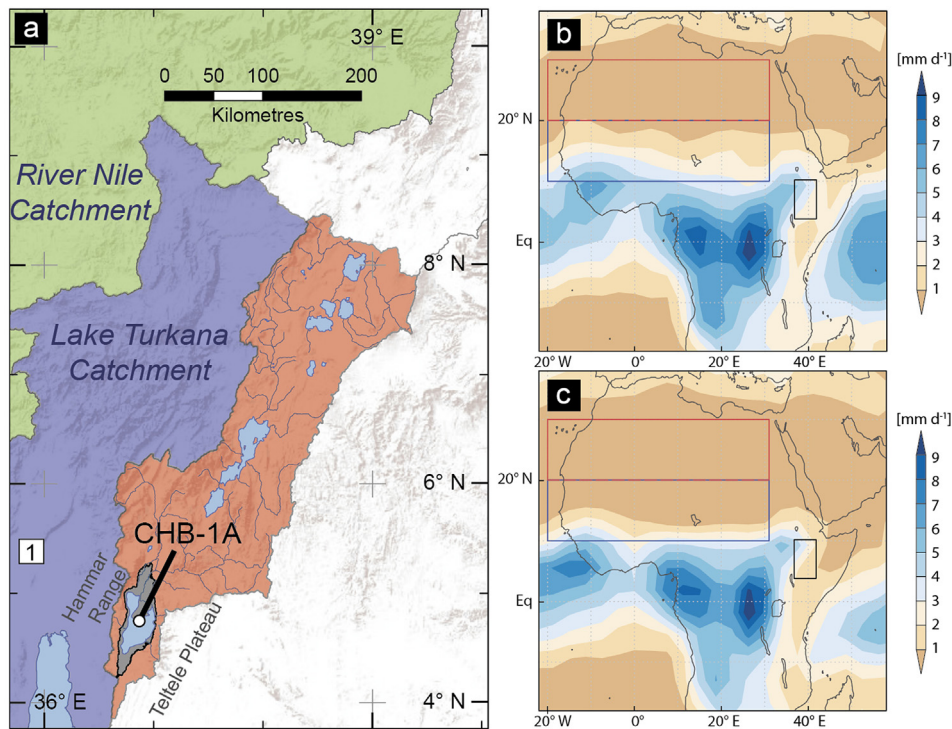 a
39° E
0 50 100 200
Kilometres
River Nile
Catchment
8° N
Lake Turkana
Catchment
6° N
CHB-1A
1
Hammar
Range
Teltele Plateau
36° E
4° N
b
[mm d⁻¹]
9
8
7
6
5
4
3
2
1
20° N
Eq
20° W 0° 20° E 40° E
c
[mm d⁻¹]
9
8
7
6
5
4
3
2
1
20° N
Eq
20° W 0° 20° E 40° E